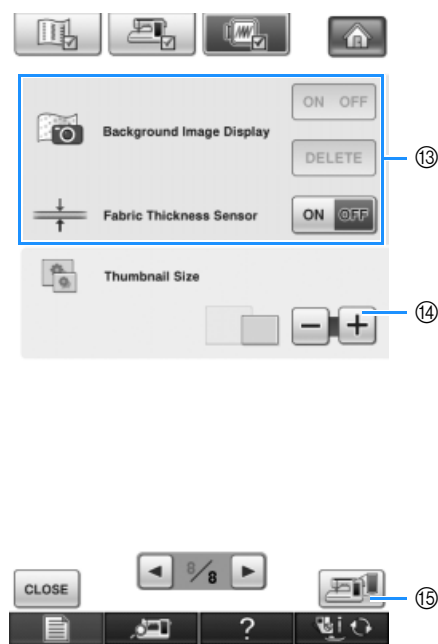 ON OFF
Background Image Display
DELETE
⑬
Fabric Thickness Sensor
ON OFF
Thumbnail Size
− +
⑭
8/8
CLOSE
⑮
?